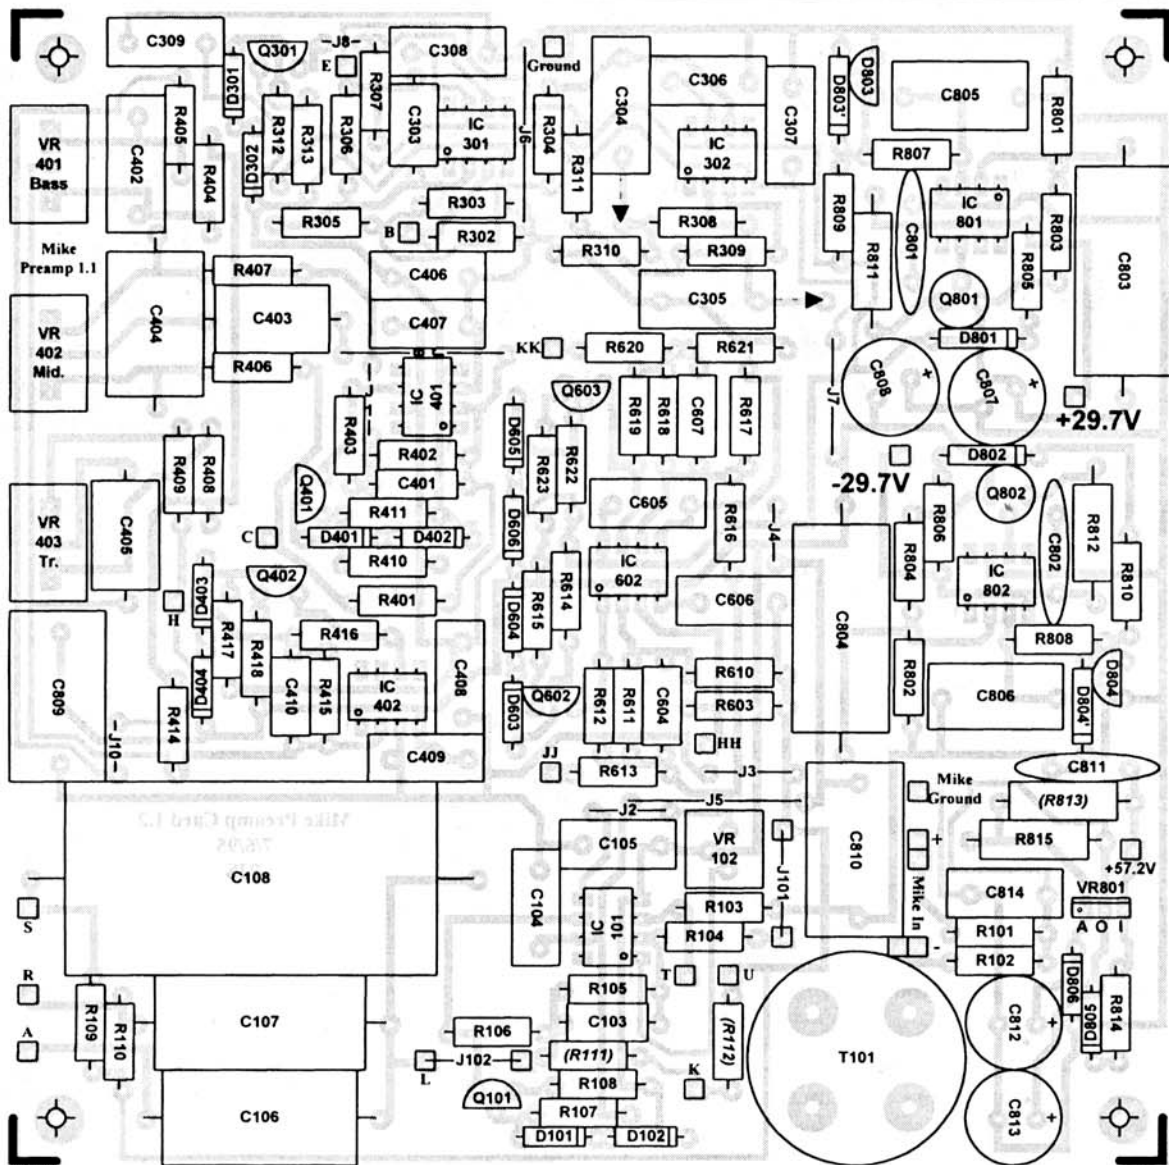 C309
Q301
J8
E
C308
Ground
C306
D803
C805
D301
R307
C304
D803'
R801
R405
R312
R313
R306
C303
IC
301
J6
R304
IC
302
C307
VR
401
Bass
C402
R404
D302
R311
R807
R303
R305
B
R302
R308
R310
R309
R809
R811
C801
IC
801
R803
R805
C803
Mike
Preamp 1.1
R407
C406
C404
C403
C407
C305
Q801
D801
VR
402
Mid.
R406
KK
R620
R621
J7
C808
+
C807
+
401
IC
Q603
+29.7V
R403
R402
D605
R623
R622
R619
R618
C607
R617
D802
-29.7V
R409
R408
Q401
C401
Q802
VR
403
Tr.
C405
R411
C605
R616
J4
C
D401
D402
D606
R410
IC
602
R804
R806
IC
802
C802
R812
R810
Q402
H
D403
R401
R614
R615
D604
C606
C804
R417
R418
R416
R808
C809
D404
C410
R415
IC
402
C408
D603
Q602
R612
R611
C604
R610
R603
R802
C806
D804
D804'
R414
J10
C409
JJ
R613
HH
J3
C811
Mike
Ground
(R813)
J5
J2
Mike Preamp Card 1.2
7/6/95
C105
VR
102
C810
+
R815
C108
C104
J101
Mike In
+57.2V
101
IC
R103
C814
VR801
A O I
S
R104
-
R101
R102
R
T
U
R105
D806
D805
R814
R109
R110
C107
C103
R106
(R112)
T101
C812
+
A
L
J102
(R111)
R108
K
C106
Q101
R107
C813
+
D101
D102